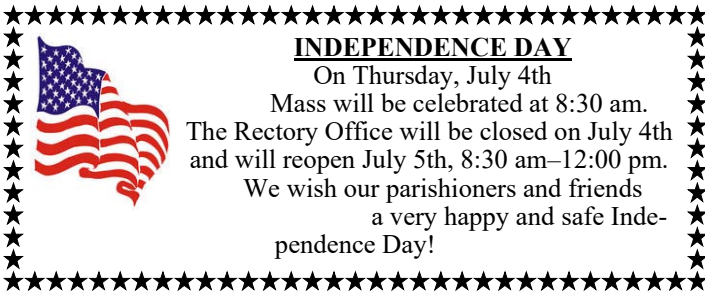 INDEPENDENCE DAY
On Thursday, July 4th
Mass will be celebrated at 8:30 am.
The Rectory Office will be closed on July 4th
and will reopen July 5th, 8:30 am–12:00 pm.
We wish our parishioners and friends
a very happy and safe Inde-
pendence Day!